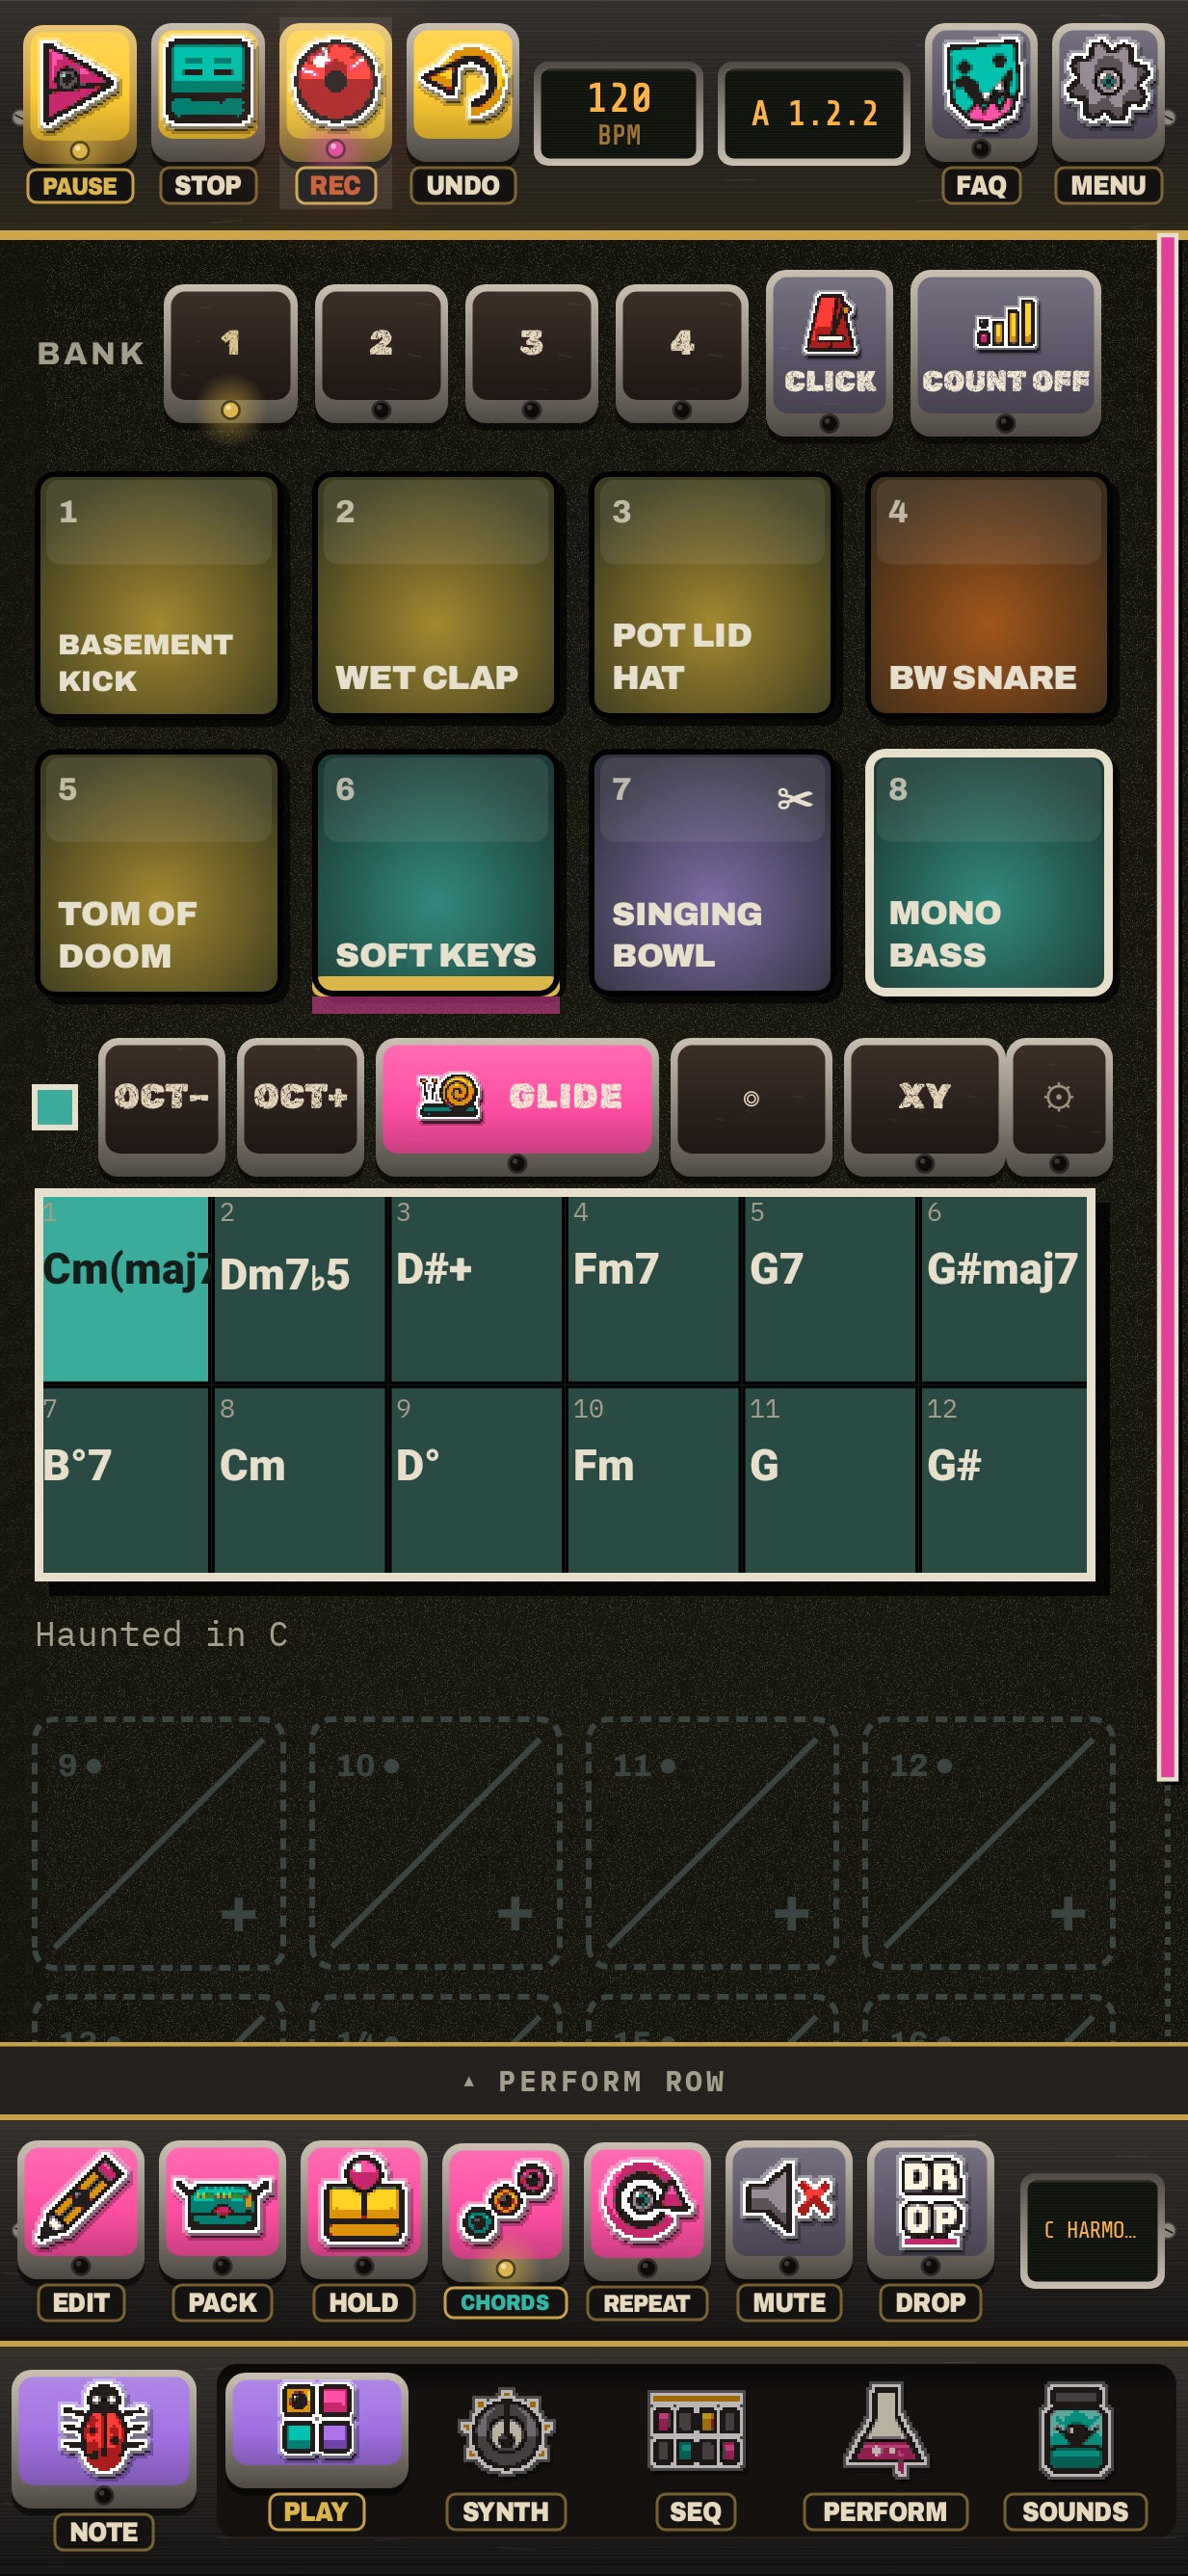 PAUSE STOP REC UNDO 120 BPM A 1.2.2 FAQ MENU
BANK 1 2 3 4 CLICK COUNT OFF
1 2 3 4
BASEMENT KICK WET CLAP POT LID HAT BW SNARE
5 6 7 8
TOM OF DOOM SOFT KEYS SINGING BOWL MONO BASS
OCT- OCT+ GLIDE XY
1 2 3 4 5 6
Cm(maj7 Dm7♭5 D#+ Fm7 G7 G#maj7
7 8 9 10 11 12
B°7 Cm D° Fm G G#
Haunted in C
9 10 11 12
13 14 15 16
▲ PERFORM ROW
DROP C HARMO…
EDIT PACK HOLD CHORDS REPEAT MUTE DROP
NOTE PLAY SYNTH SEQ PERFORM SOUNDS